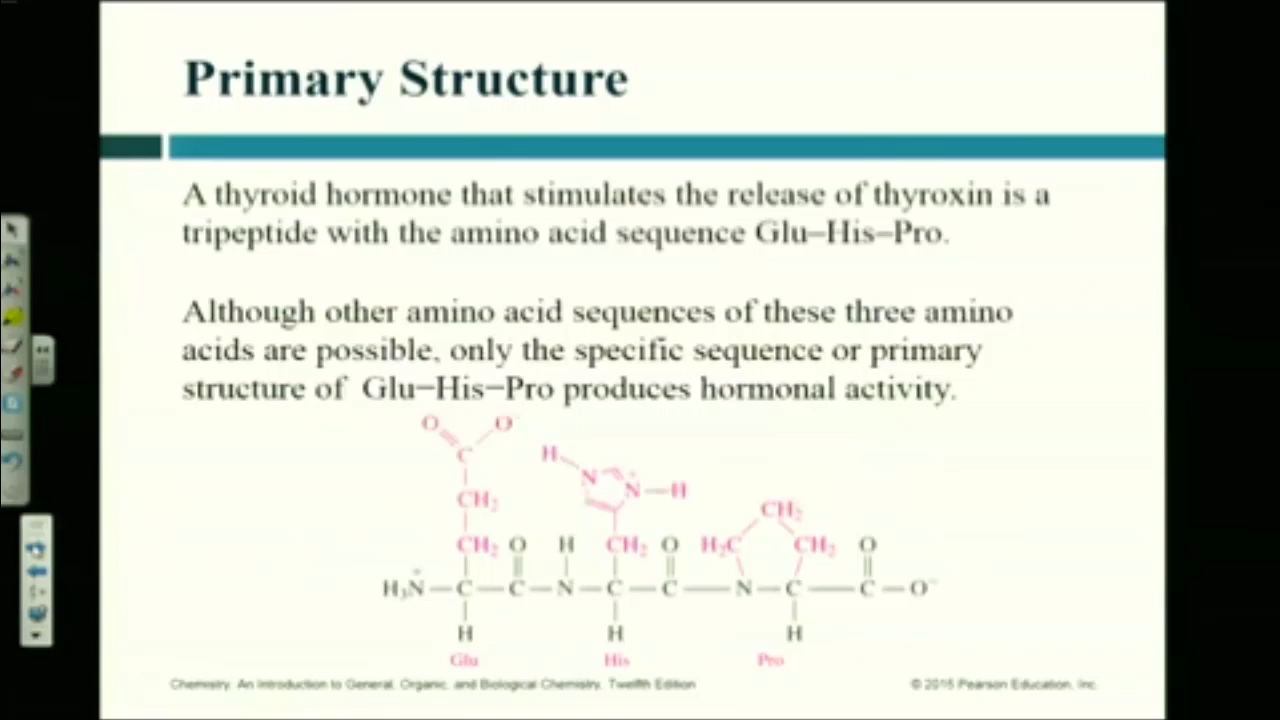 Primary Structure
A thyroid hormone that stimulates the release of thyroxin is a
tripeptide with the amino acid sequence Glu–His–Pro.
Although other amino acid sequences of these three amino
acids are possible, only the specific sequence or primary
structure of Glu–His–Pro produces hormonal activity.
O O⁻
C
H
N N⁺—H
CH₂
CH₂
CH₂ O H CH₂ O H₂C CH₂ O
H₃N⁺—C—C—N—C—C—N—C—C—O⁻
H H H
Glu His Pro
Chemistry: An Introduction to General, Organic, and Biological Chemistry, Twelfth Edition
© 2015 Pearson Education, Inc.